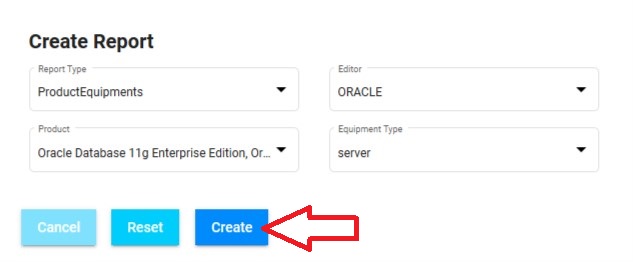 Create Report
Report Type
Editor
ProductEquipments
ORACLE
Product
Equipment Type
Oracle Database 11g Enterprise Edition, Or...
server
Cancel
Reset
Create